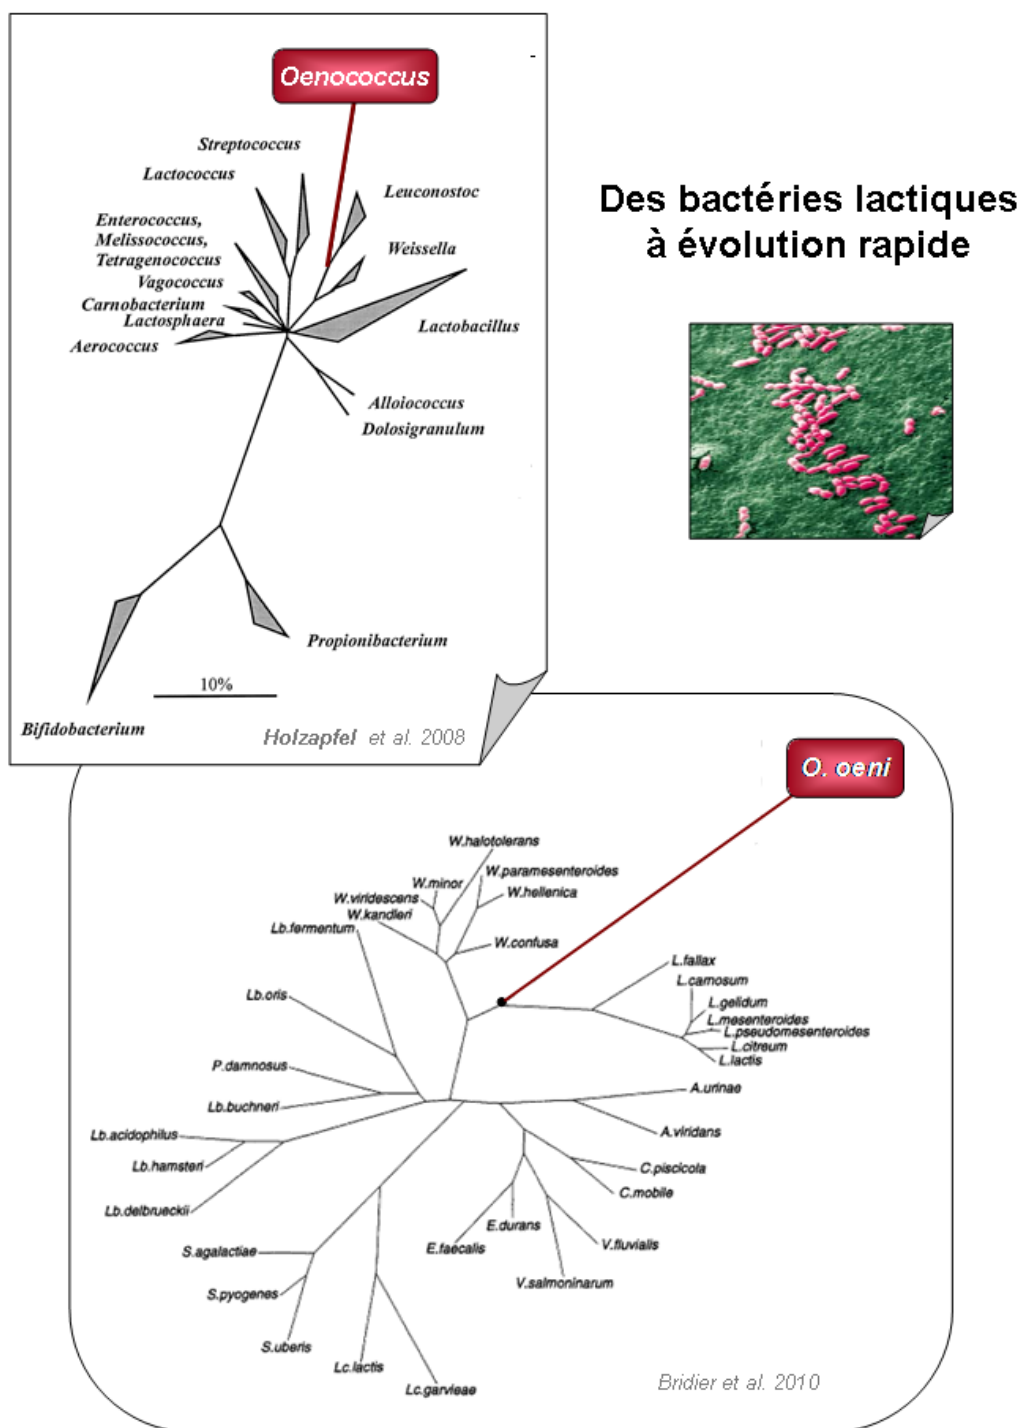 Oenococcus
Streptococcus
Lactococcus
Leuconostoc
Enterococcus,
Melissococcus,
Tetragenococcus
Weissella
Vagococcus
Carnobacterium
Lactosphaera
Lactobacillus
Aerococcus
Alloiococcus
Dolosigranulum
Propionibacterium
10%
Bifidobacterium
Holzapfel et al. 2008
Des bactéries lactiques
à évolution rapide
O. oeni
W.halotolerans
W.paramesenteroides
W.minor
W.hellenica
W.viridescens
W.kandleri
Lb.fermentum
W.confusa
L.fallax
L.carnosum
Lb.oris
L.gelidum
L.mesenteroides
L.pseudomesenteroides
L.citreum
L.lactis
P.damnosus
A.urinae
Lb.buchneri
A.viridans
Lb.acidophilus
Lb.hamsteri
C.piscicola
C.mobile
Lb.delbrueckii
E.durans
E.faecalis
V.fluvialis
S.agalactiae
V.salmoninarum
S.pyogenes
S.uberis
Lc.lactis
Lc.garvieae
Bridier et al. 2010